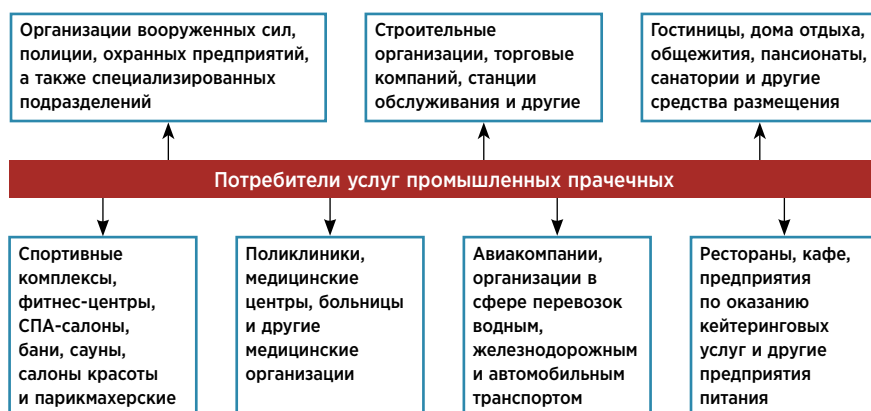 Организации вооруженных сил,
полиции, охранных предприятий,
а также специализированных
подразделений
Строительные
организации, торговые
компаний, станции
обслуживания и другие
Гостиницы, дома отдыха,
общежития, пансионаты,
санатории и другие
средства размещения
Потребители услуг промышленных прачечных
Спортивные
комплексы,
фитнес-центры,
СПА-салоны,
бани, сауны,
салоны красоты
и парикмахерские
Поликлиники,
медицинские
центры, больницы
и другие
медицинские
организации
Авиакомпании,
организации в
сфере перевозок
водным,
железнодорожным
и автомобильным
транспортом
Рестораны, кафе,
предприятия
по оказанию
кейтеринговых
услуг и другие
предприятия
питания